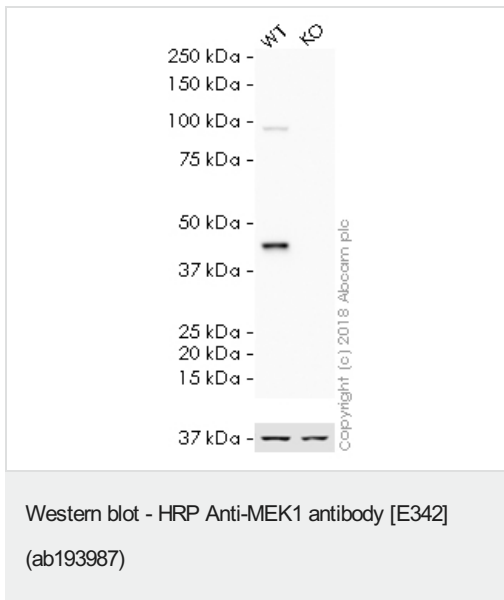 WT KO
250 kDa -
150 kDa -
100 kDa -
75 kDa -
50 kDa -
37 kDa -
25 kDa -
20 kDa -
15 kDa -
37 kDa -
Copyright (c) 2018 Abcam plc
Western blot - HRP Anti-MEK1 antibody [E342]
(ab193987)